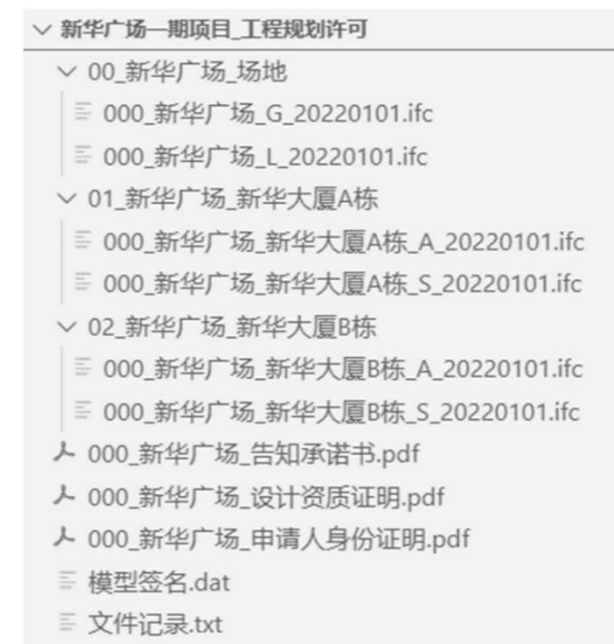 新华广场一期项目_工程规划许可
00_新华广场_场地
000_新华广场_G_20220101.ifc
000_新华广场_L_20220101.ifc
01_新华广场_新华大厦A栋
000_新华广场_新华大厦A栋_A_20220101.ifc
000_新华广场_新华大厦A栋_S_20220101.ifc
02_新华广场_新华大厦B栋
000_新华广场_新华大厦B栋_A_20220101.ifc
000_新华广场_新华大厦B栋_S_20220101.ifc
000_新华广场_告知承诺书.pdf
000_新华广场_设计资质证明.pdf
000_新华广场_申请人身份证明.pdf
模型签名.dat
文件记录.txt